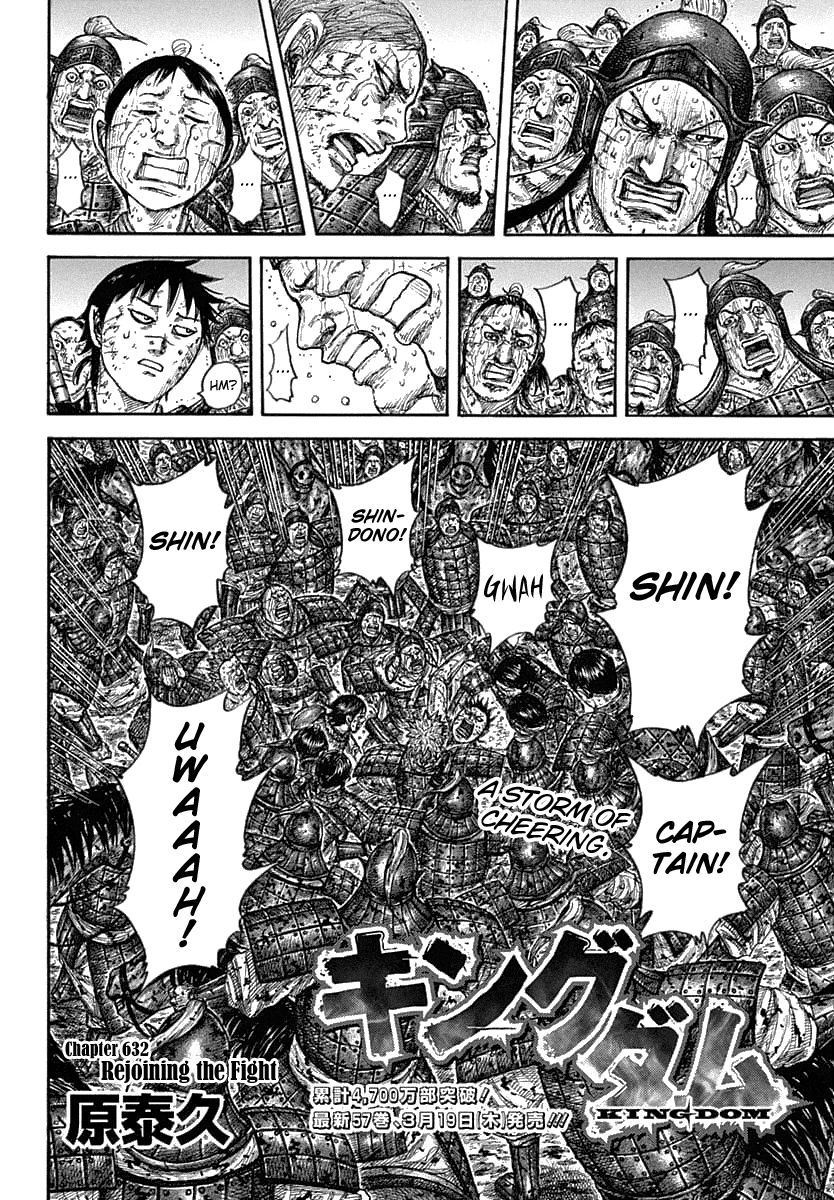 ...
...
...
...
...
...
...
HM?
SHIN!
GWAH
SHIN-
DONO!
SHIN!
CAP-
TAIN!
A STORM OF
CHEERING.
UWAAAH!
キングダム
KINGDOM
Chapter 632
Rejoining the Fight
原泰久
累計4,700万部突破!
最新57巻、3月19日(木)発売!!!